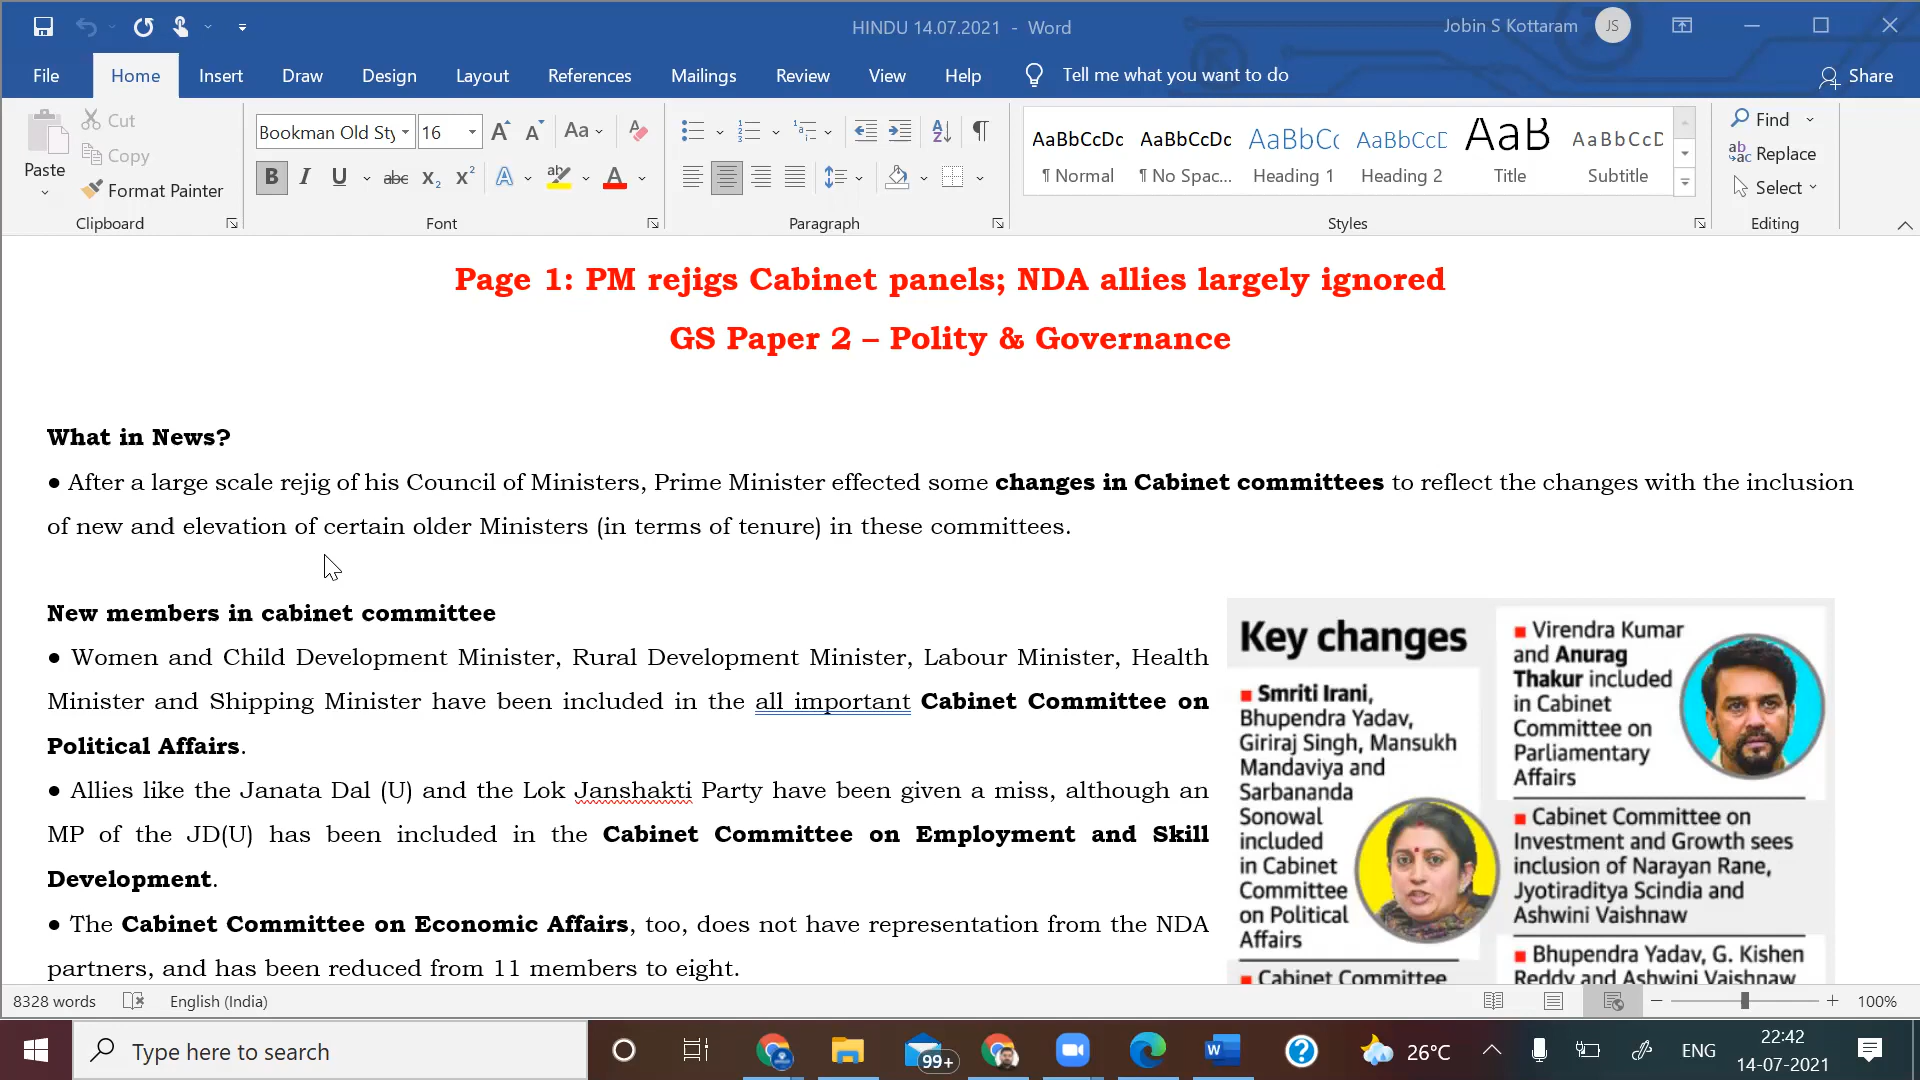 HINDU 14.07.2021 - Word
Jobin S Kottaram
JS
File
Home
Insert
Draw
Design
Layout
References
Mailings
Review
View
Help
Tell me what you want to do
Share
Paste
Cut
Copy
Format Painter
Clipboard
Bookman Old Sty
16
Aa
B I U abc X₂ X² A A
Font
Paragraph
AaBbCcDc
¶ Normal
AaBbCcDc
¶ No Spac...
AaBbCc
Heading 1
AaBbCcD
Heading 2
AaB
Title
AaBbCcD
Subtitle
Styles
Find
Replace
Select
Editing
Page 1: PM rejigs Cabinet panels; NDA allies largely ignored
GS Paper 2 – Polity & Governance
What in News?
● After a large scale rejig of his Council of Ministers, Prime Minister effected some changes in Cabinet committees to reflect the changes with the inclusion
of new and elevation of certain older Ministers (in terms of tenure) in these committees.
New members in cabinet committee
● Women and Child Development Minister, Rural Development Minister, Labour Minister, Health
Minister and Shipping Minister have been included in the all important Cabinet Committee on
Political Affairs.
● Allies like the Janata Dal (U) and the Lok Janshakti Party have been given a miss, although an
MP of the JD(U) has been included in the Cabinet Committee on Employment and Skill
Development.
● The Cabinet Committee on Economic Affairs, too, does not have representation from the NDA
partners, and has been reduced from 11 members to eight.
Key changes
■ Smriti Irani,
Bhupendra Yadav,
Giriraj Singh, Mansukh
Mandaviya and
Sarbananda
Sonowal
included
in Cabinet
Committee
on Political
Affairs
■ Cabinet Committee
■ Virendra Kumar
and Anurag
Thakur included
in Cabinet
Committee on
Parliamentary
Affairs
■ Cabinet Committee on
Investment and Growth sees
inclusion of Narayan Rane,
Jyotiraditya Scindia and
Ashwini Vaishnaw
■ Bhupendra Yadav, G. Kishen
Reddy and Ashwini Vaishnaw
8328 words
English (India)
100%
Type here to search
99+
26°C
ENG
22:42
14-07-2021